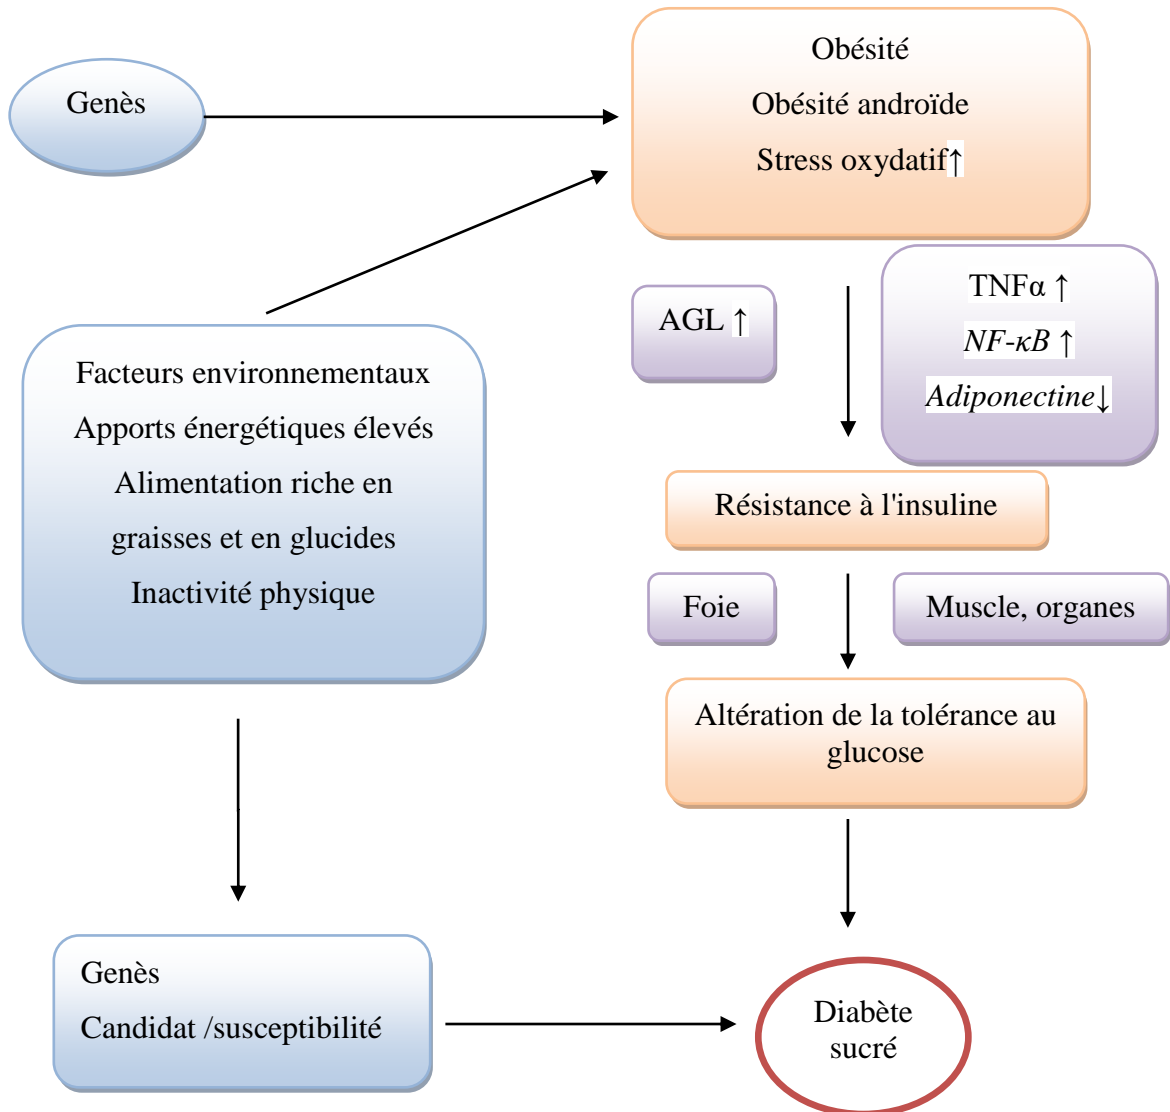 Genès
Obésité
Obésité androïde
Stress oxydatif↑
AGL ↑
TNFα ↑
NF-κB ↑
Adiponectine↓
Facteurs environnementaux
Apports énergétiques élevés
Alimentation riche en
graisses et en glucides
Inactivité physique
Résistance à l'insuline
Foie
Muscle, organes
Altération de la tolérance au
glucose
Genès
Candidat /susceptibilité
Diabète
sucré